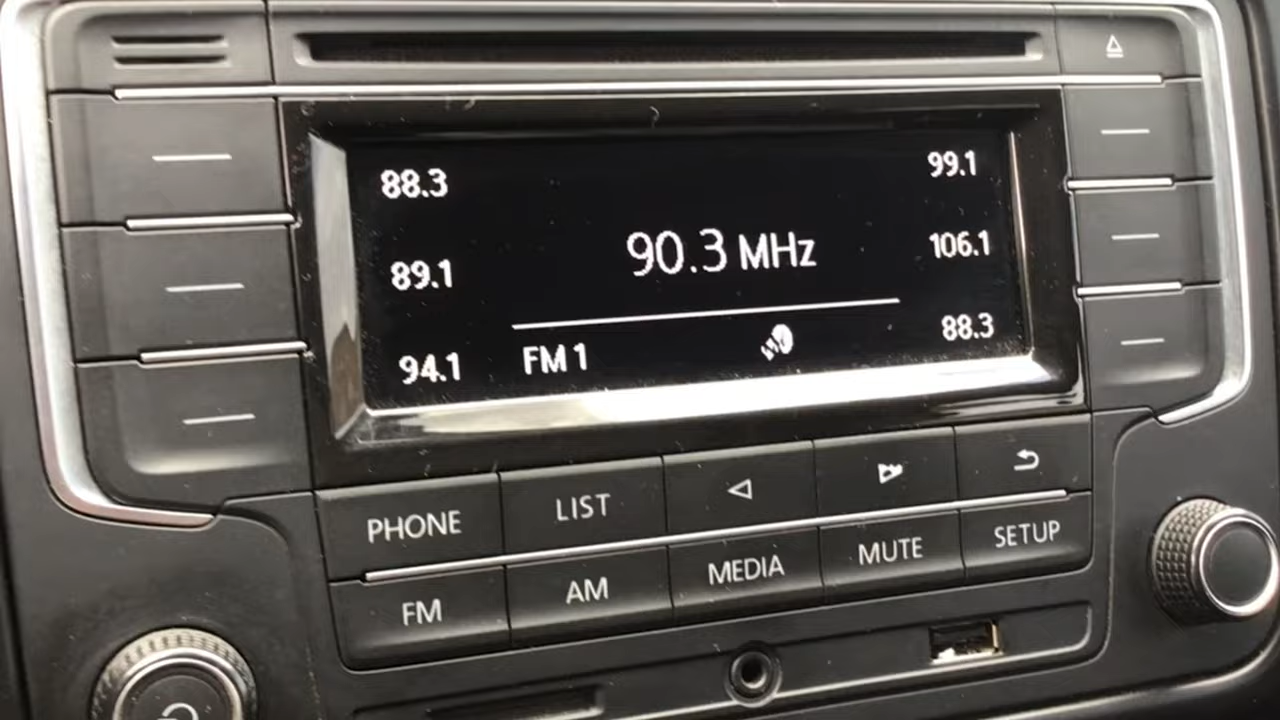 88.3
99.1
90.3 MHz
89.1
106.1
94.1
FM 1
88.3
PHONE
LIST
FM
AM
MEDIA
MUTE
SETUP